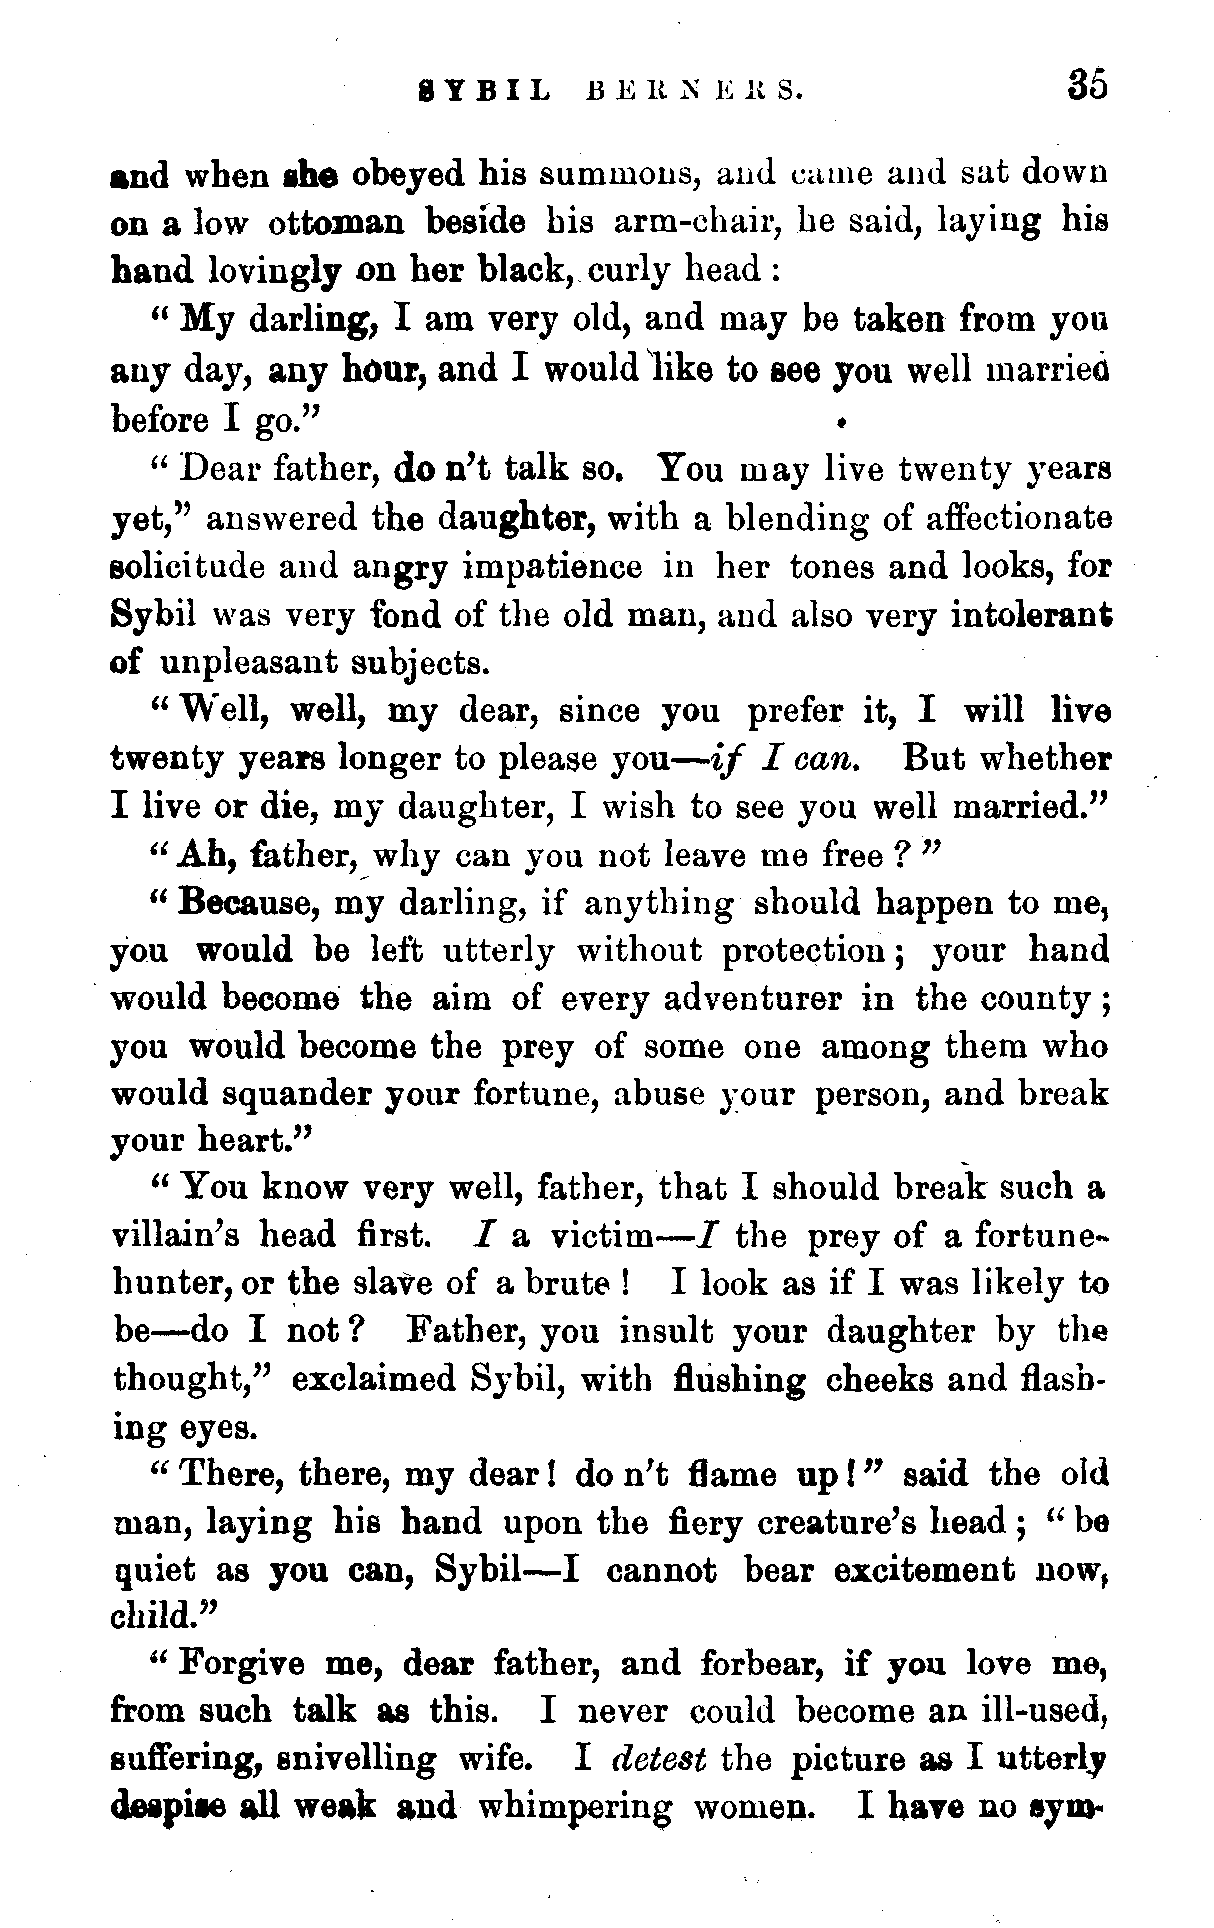 SYBIL BERNERS. 35
and when she obeyed his summons, and came and sat down
on a low ottoman beside his arm-chair, he said, laying his
hand lovingly on her black, curly head :
“ My darling, I am very old, and may be taken from you
any day, any hour, and I would like to see you well married
before I go.”
“ Dear father, do n’t talk so. You may live twenty years
yet,” answered the daughter, with a blending of affectionate
solicitude and angry impatience in her tones and looks, for
Sybil was very fond of the old man, and also very intolerant
of unpleasant subjects.
“ Well, well, my dear, since you prefer it, I will live
twenty years longer to please you—if I can. But whether
I live or die, my daughter, I wish to see you well married.”
“ Ah, father, why can you not leave me free ? ”
“ Because, my darling, if anything should happen to me,
you would be left utterly without protection ; your hand
would become the aim of every adventurer in the county ;
you would become the prey of some one among them who
would squander your fortune, abuse your person, and break
your heart.”
“ You know very well, father, that I should break such a
villain’s head first. I a victim—I the prey of a fortune-
hunter, or the slave of a brute ! I look as if I was likely to
be—do I not ? Father, you insult your daughter by the
thought,” exclaimed Sybil, with flushing cheeks and flash-
ing eyes.
“ There, there, my dear ! do n’t flame up ! ” said the old
man, laying his hand upon the fiery creature’s head ; “ be
quiet as you can, Sybil—I cannot bear excitement now,
child.”
“ Forgive me, dear father, and forbear, if you love me,
from such talk as this. I never could become an ill-used,
suffering, snivelling wife. I detest the picture as I utterly
despise all weak and whimpering women. I have no sym-